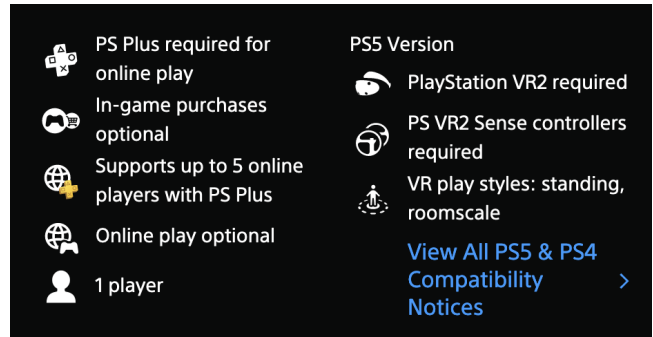 PS Plus required for
online play
In-game purchases
optional
Supports up to 5 online
players with PS Plus
Online play optional
1 player
PS5 Version
PlayStation VR2 required
PS VR2 Sense controllers
required
VR play styles: standing,
roomscale
View All PS5 & PS4
Compatibility
Notices